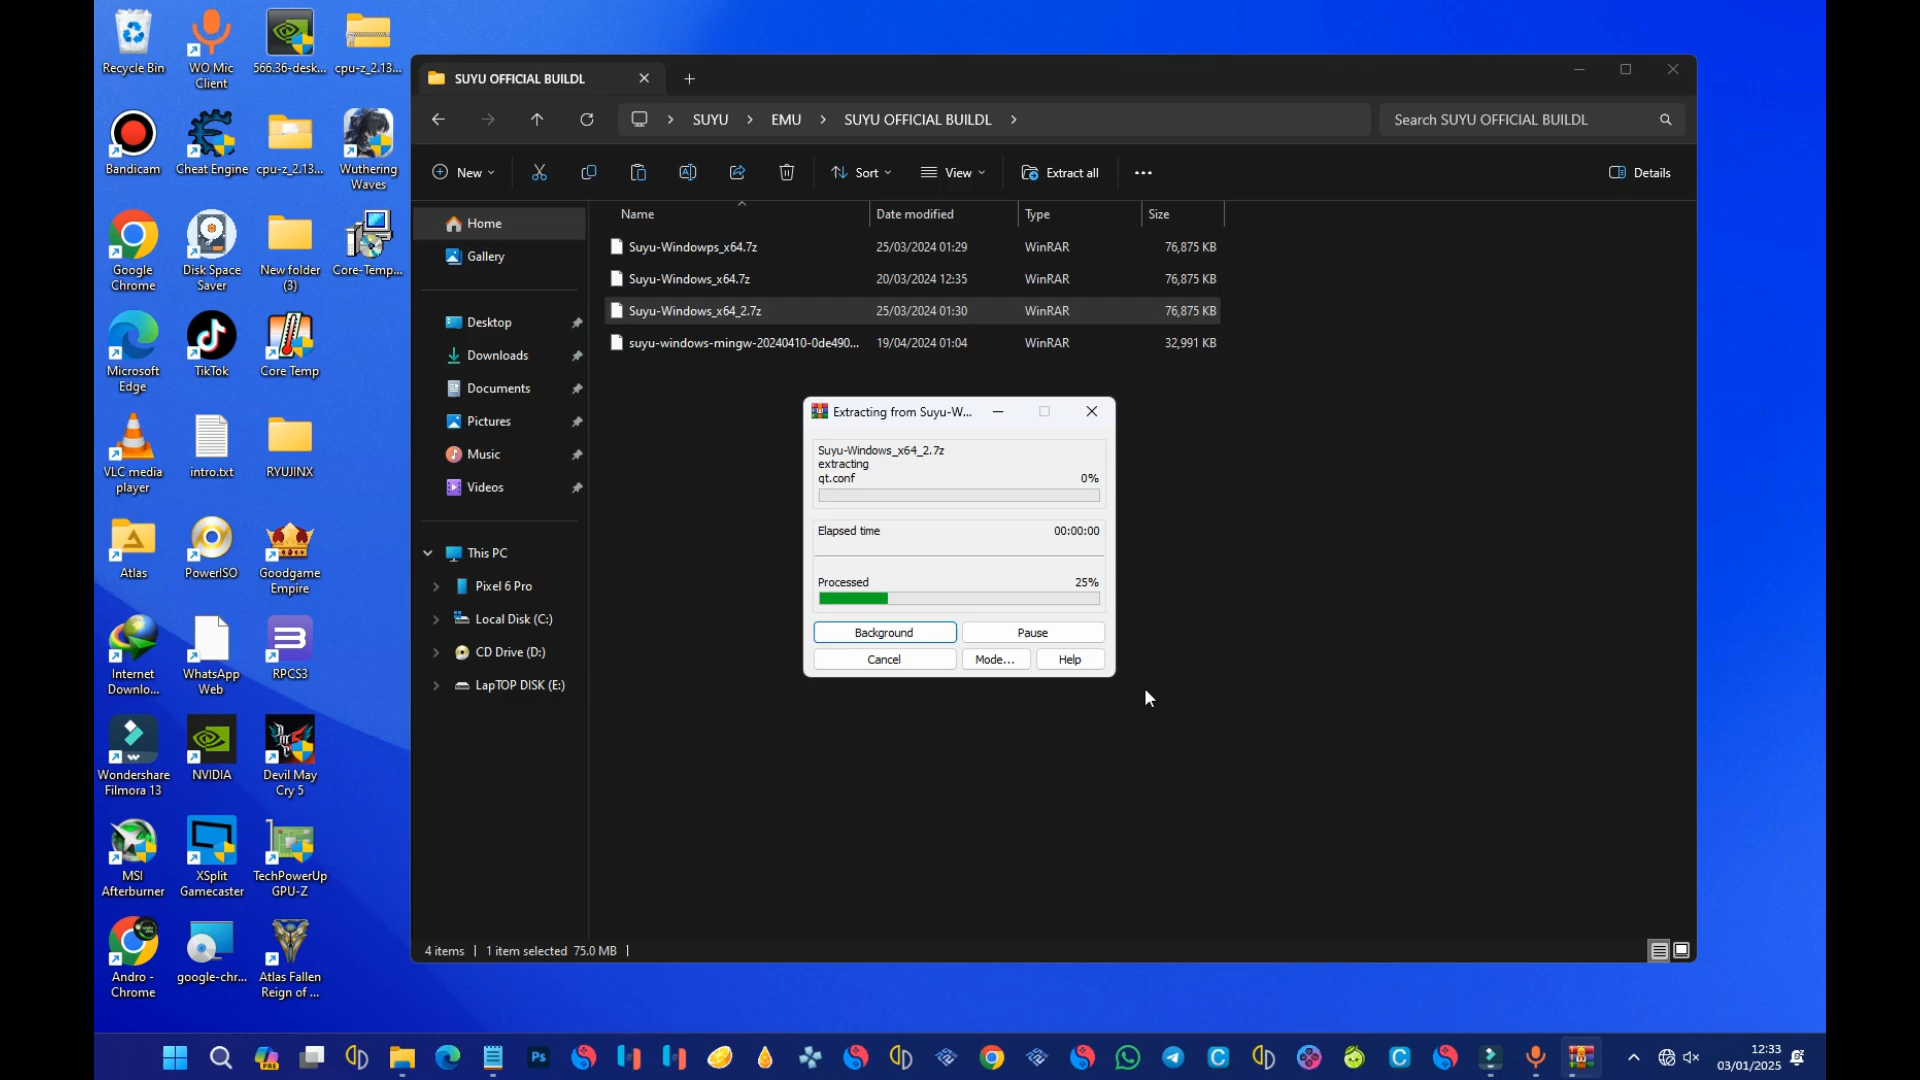 Recycle Bin
WO Mic
Client
566.36-desk...
cpu-z_2.13...
Bandicam
Cheat Engine
cpu-z_2.13...
Wuthering
Waves
Google
Chrome
Disk Space
Saver
New folder
(3)
Core-Temp...
Microsoft
Edge
TikTok
Core Temp
VLC media
player
intro.txt
RYUJINX
Atlas
PowerISO
Goodgame
Empire
Internet
Downlo...
WhatsApp
Web
RPCS3
Wondershare
Filmora 13
NVIDIA
Devil May
Cry 5
MSI
Afterburner
XSplit
Gamecaster
TechPowerUp
GPU-Z
Andro -
Chrome
google-chr...
Atlas Fallen
Reign of ...
SUYU OFFICIAL BUILDL
SUYU > EMU > SUYU OFFICIAL BUILDL >
Search SUYU OFFICIAL BUILDL
New
Sort
View
Extract all
Details
Home
Gallery
Desktop
Downloads
Documents
Pictures
Music
Videos
This PC
Pixel 6 Pro
Local Disk (C:)
CD Drive (D:)
LapTOP DISK (E:)
Name Date modified Type Size
Suyu-Windowps_x64.7z 25/03/2024 01:29 WinRAR 76,875 KB
Suyu-Windows_x64.7z 20/03/2024 12:35 WinRAR 76,875 KB
Suyu-Windows_x64_2.7z 25/03/2024 01:30 WinRAR 76,875 KB
suyu-windows-mingw-20240410-0de490... 19/04/2024 01:04 WinRAR 32,991 KB
Extracting from Suyu-W...
Suyu-Windows_x64_2.7z
extracting
qt.conf 0%
Elapsed time 00:00:00
Processed 25%
Background
Pause
Cancel
Mode...
Help
4 items | 1 item selected 75.0 MB |
PRE
Ps
12:33
03/01/2025